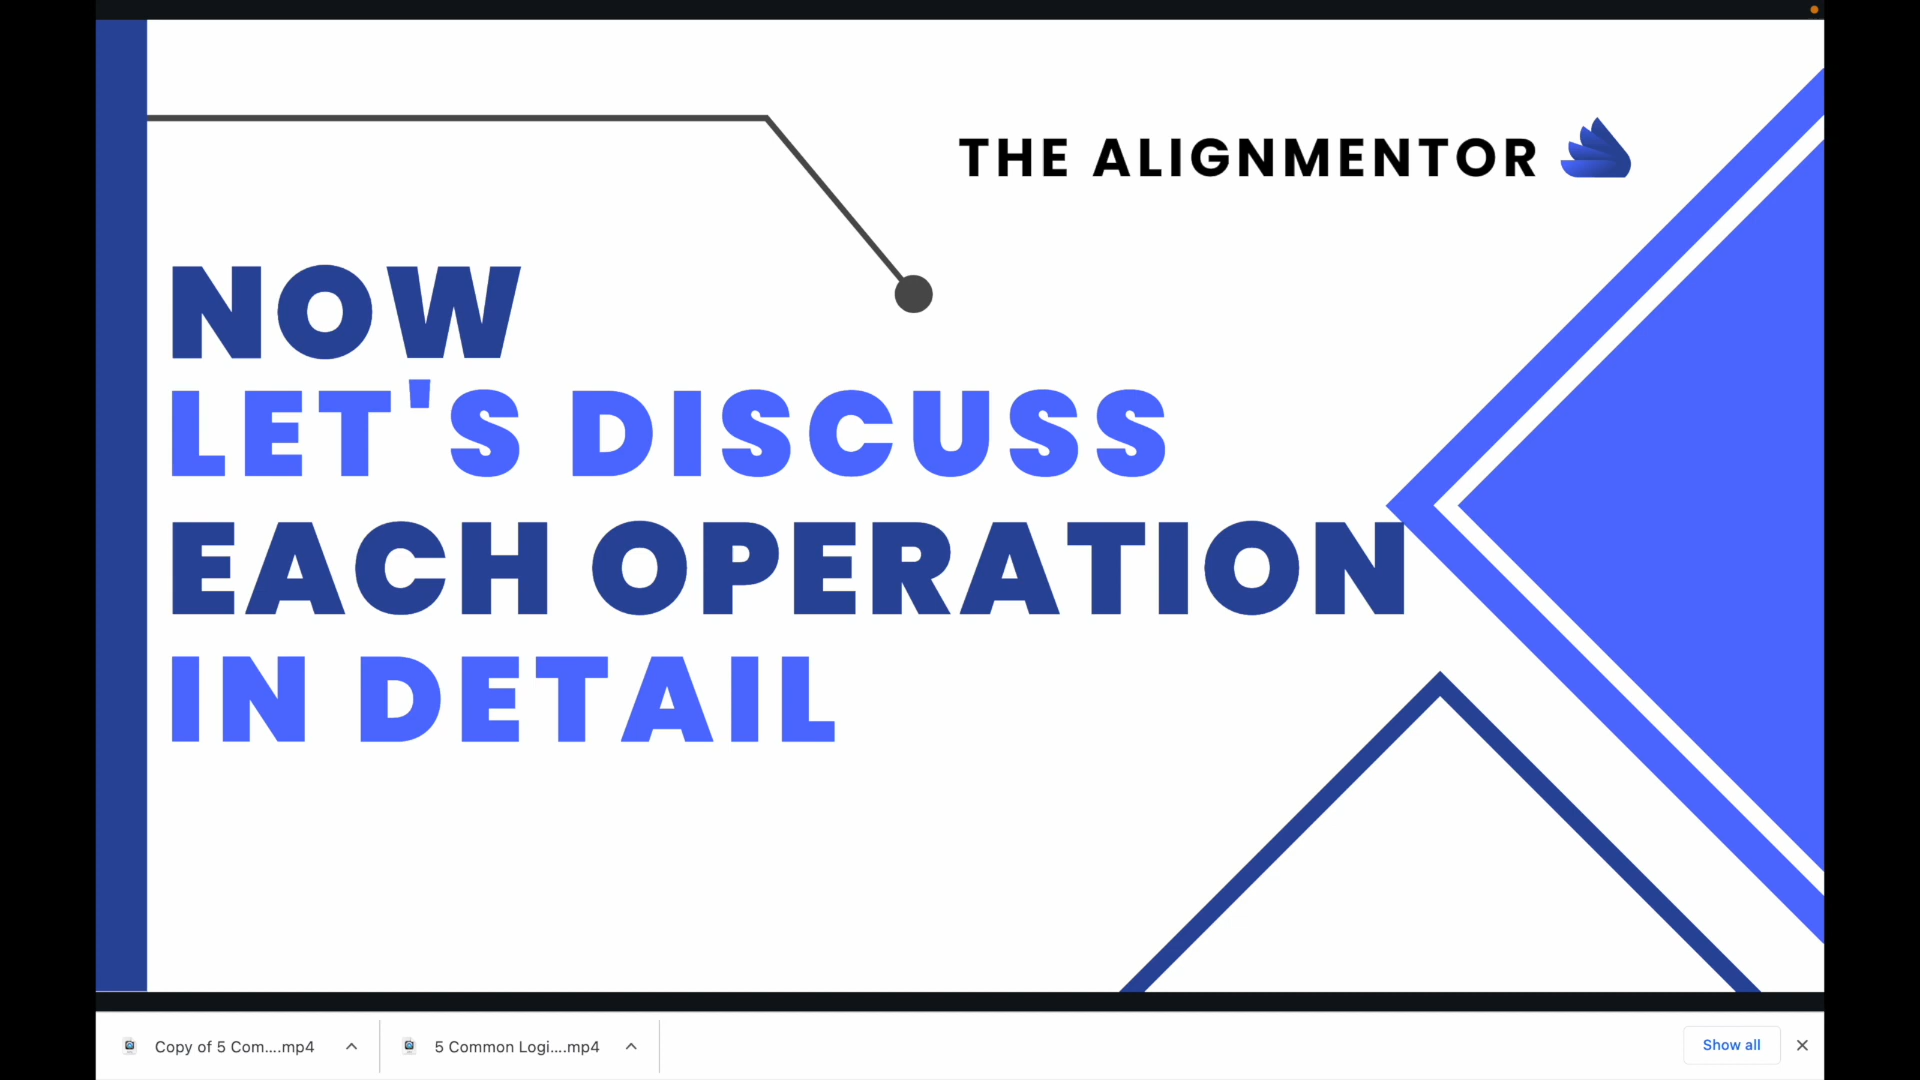 THE ALIGNMENTOR
NOW
LET'S DISCUSS
EACH OPERATION
IN DETAIL
Copy of 5 Com....mp4
5 Common Logi....mp4
Show all